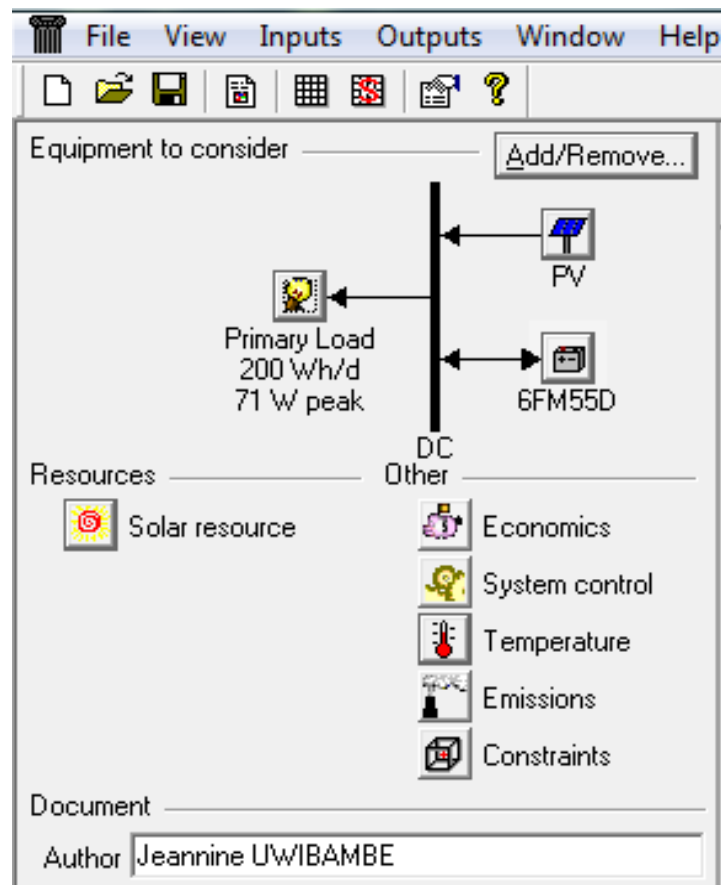 File View Inputs Outputs Window Help
Equipment to consider
Add/Remove...
PV
Primary Load
200 Wh/d
71 W peak
6FM55D
DC
Resources
Other
Solar resource
Economics
System control
Temperature
Emissions
Constraints
Document
Author Jeannine UWIBAMBE